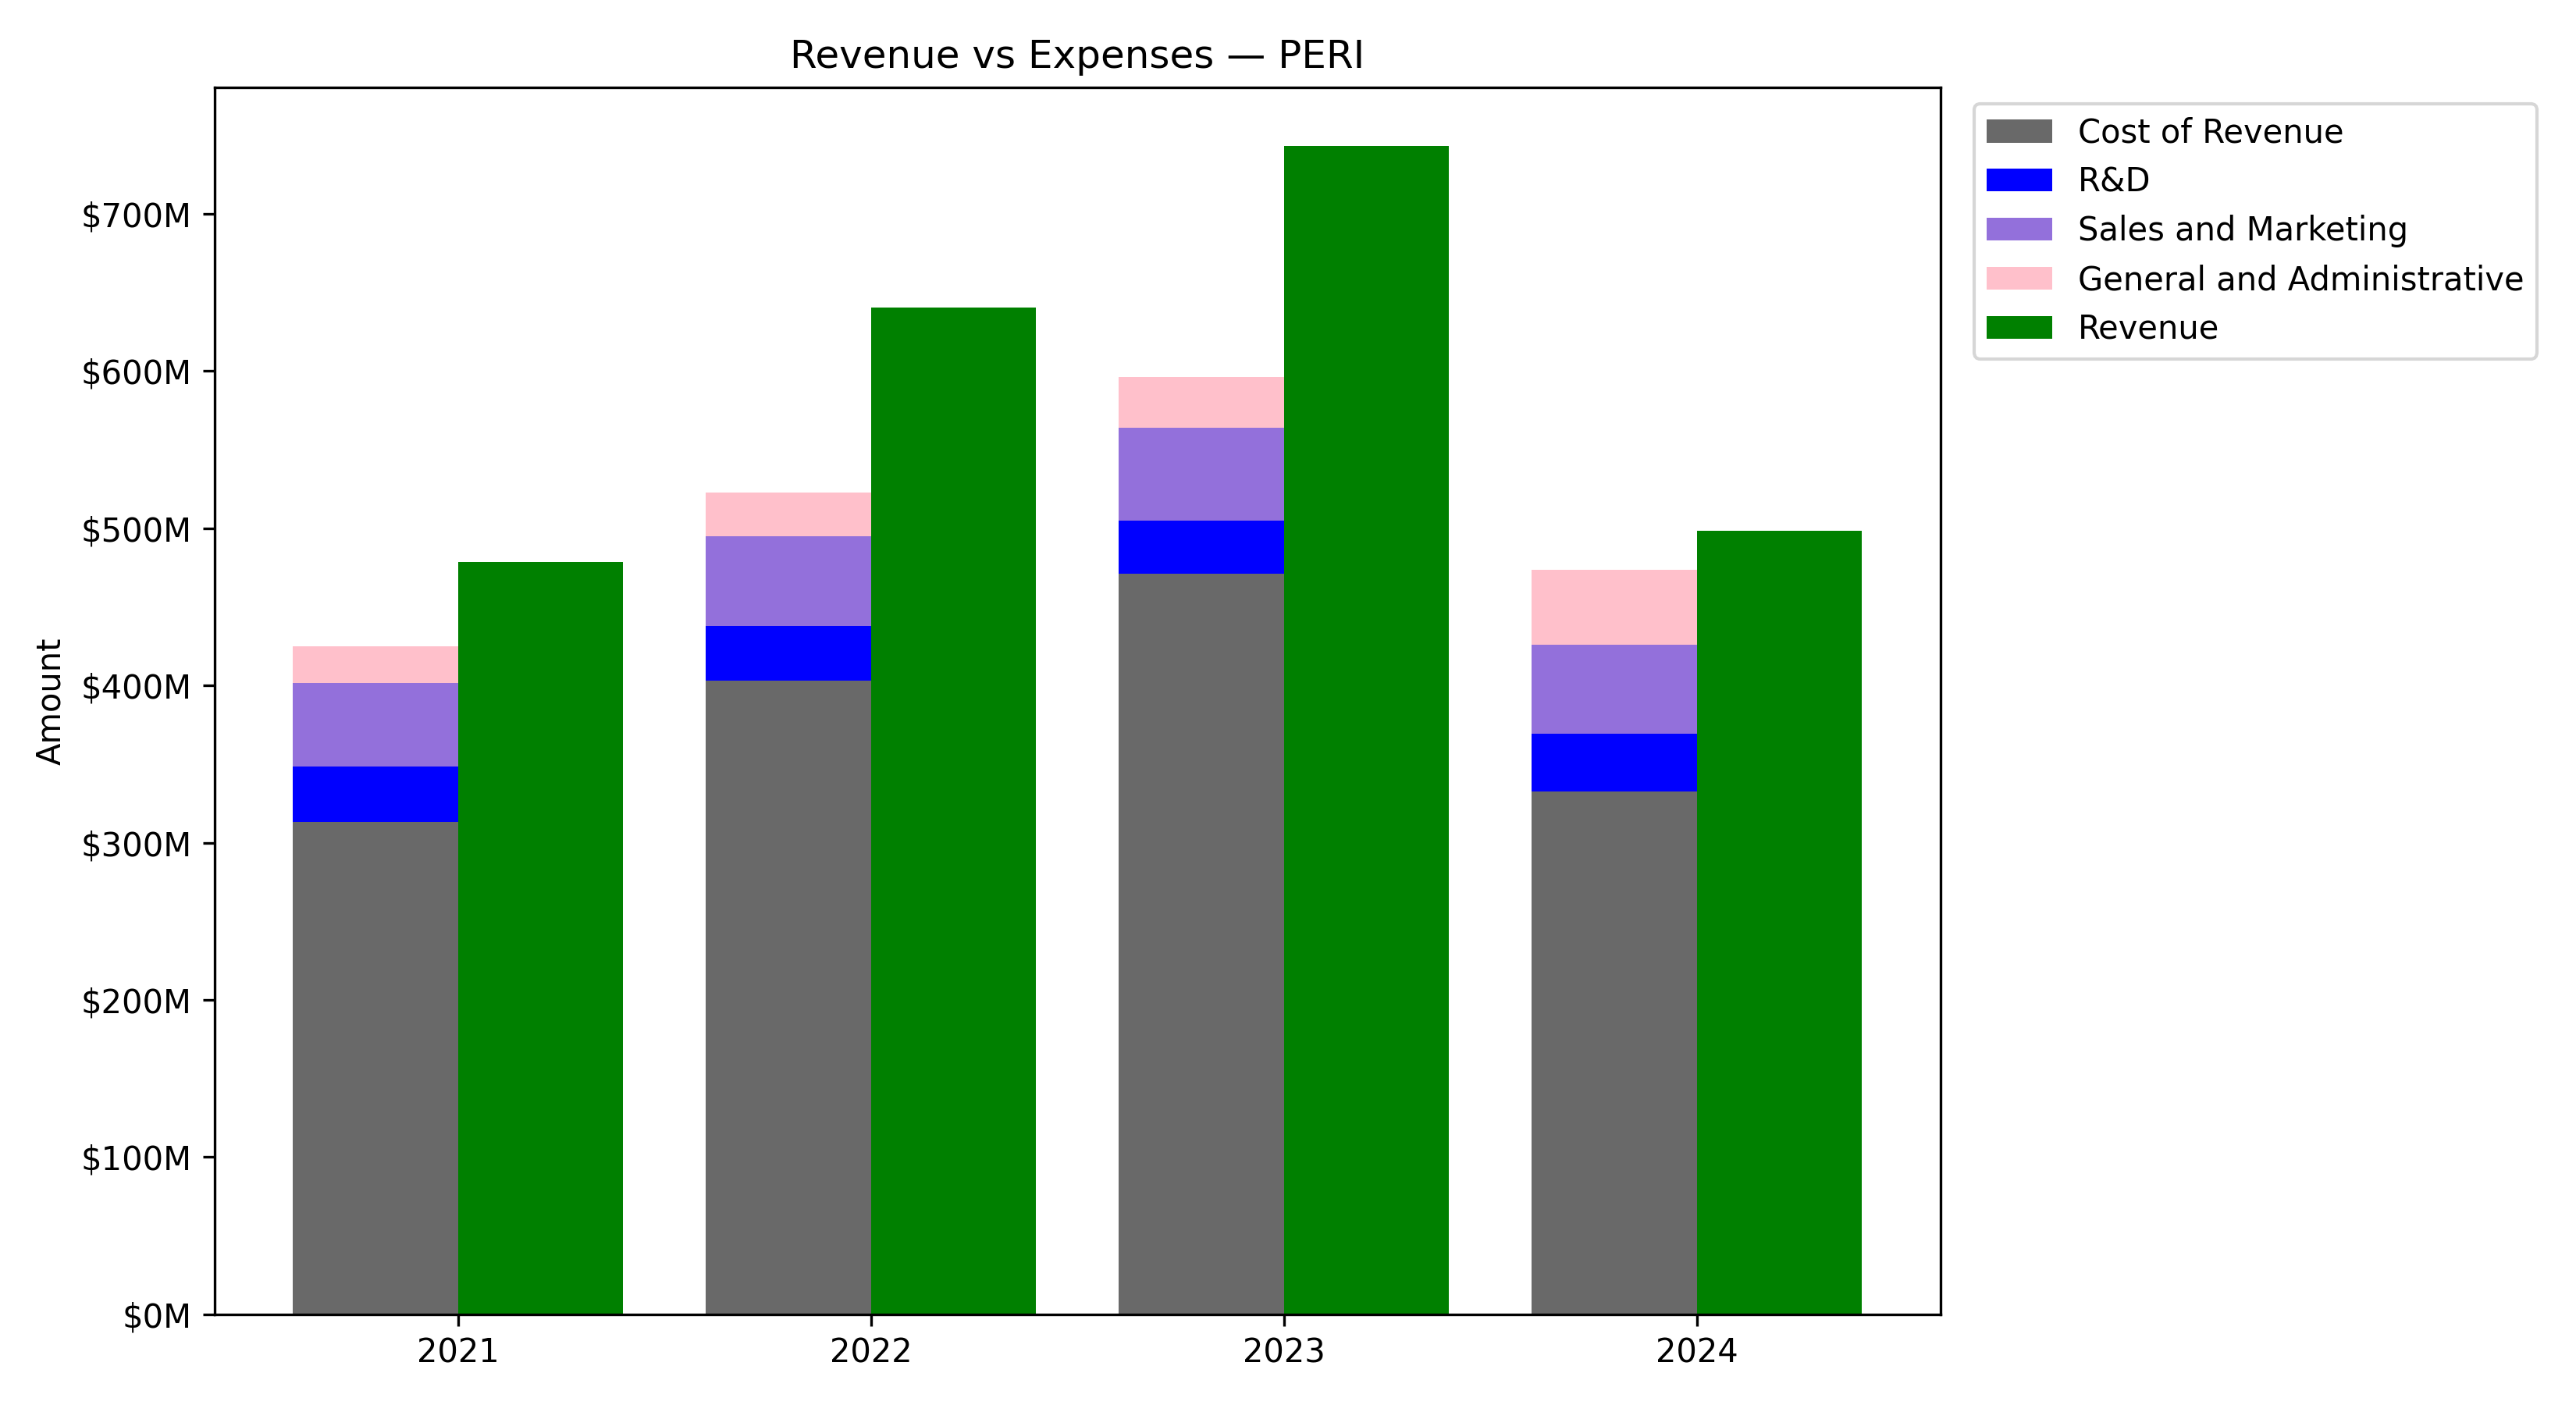 Revenue vs Expenses — PERI
Cost of Revenue
R&D
Sales and Marketing
General and Administrative
Revenue
Amount
$700M
$600M
$500M
$400M
$300M
$200M
$100M
$0M
2021
2022
2023
2024